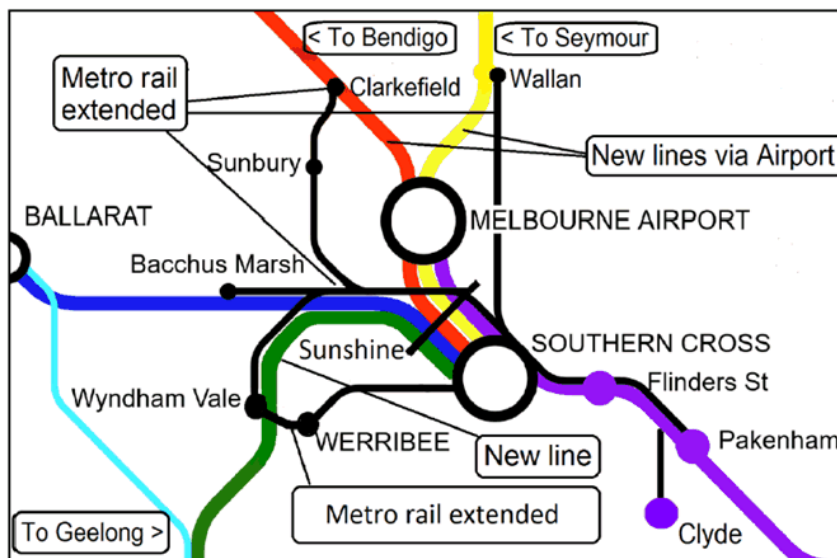 < To Bendigo
< To Seymour
Metro rail
extended
Clarkefield
Wallan
Sunbury
New lines via Airport
BALLARAT
MELBOURNE AIRPORT
Bacchus Marsh
Sunshine
SOUTHERN CROSS
Flinders St
Wyndham Vale
WERRIBEE
New line
Pakenham
Metro rail extended
To Geelong >
Clyde